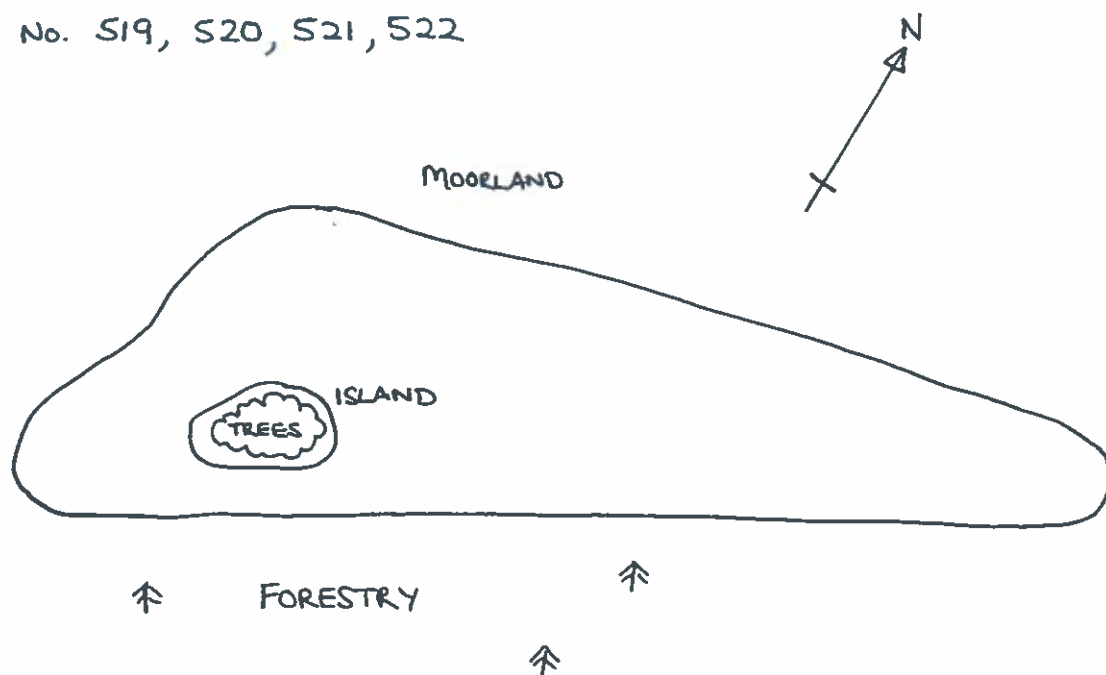 No. 519, 520, 521, 522
N
MOORLAND
ISLAND
TREES
FORESTRY